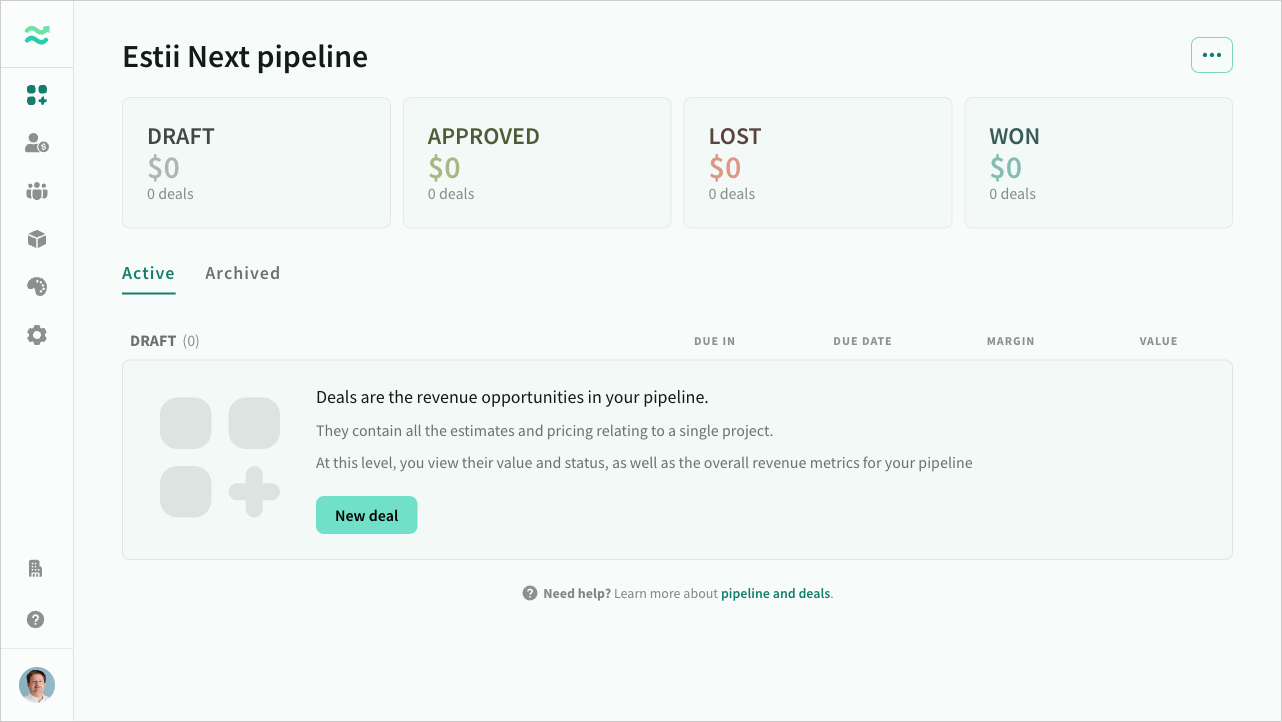 Estii Next pipeline
DRAFT
$0
0 deals
APPROVED
$0
0 deals
LOST
$0
0 deals
WON
$0
0 deals
Active
Archived
DRAFT (0)
DUE IN
DUE DATE
MARGIN
VALUE
Deals are the revenue opportunities in your pipeline.
They contain all the estimates and pricing relating to a single project.
At this level, you view their value and status, as well as the overall revenue metrics for your pipeline
New deal
Need help? Learn more about pipeline and deals.